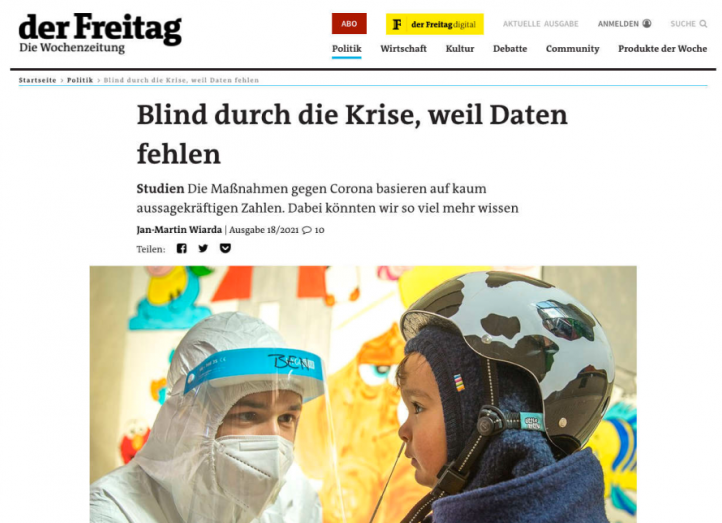 der Freitag
Die Wochenzeitung
ABO
F der Freitag digital
AKTUELLE AUSGABE
ANMELDEN
SUCHE
Politik
Wirtschaft
Kultur
Debatte
Community
Produkte der Woche
Startseite > Politik > Blind durch die Krise, weil Daten fehlen
Blind durch die Krise, weil Daten
fehlen
Studien Die Maßnahmen gegen Corona basieren auf kaum
aussagekräftigen Zahlen. Dabei könnten wir so viel mehr wissen
Jan-Martin Wiarda | Ausgabe 18/2021 10
Teilen: